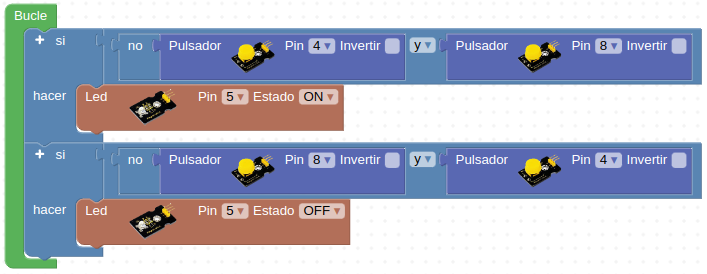 Bucle
si no Pulsador Pin 4 Invertir y Pulsador Pin 8 Invertir
hacer Led Pin 5 Estado ON
si no Pulsador Pin 8 Invertir y Pulsador Pin 4 Invertir
hacer Led Pin 5 Estado OFF